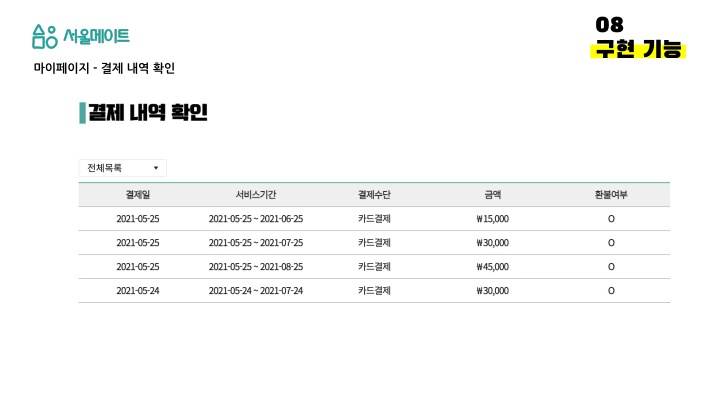 서울메이트
08
구현 기능
마이페이지 - 결제 내역 확인
결제 내역 확인
전체목록 ▼
결제일 서비스기간 결제수단 금액 환불여부
2021-05-25 2021-05-25 ~ 2021-06-25 카드결제 ₩15,000 O
2021-05-25 2021-05-25 ~ 2021-07-25 카드결제 ₩30,000 O
2021-05-25 2021-05-25 ~ 2021-08-25 카드결제 ₩45,000 O
2021-05-24 2021-05-24 ~ 2021-07-24 카드결제 ₩30,000 O